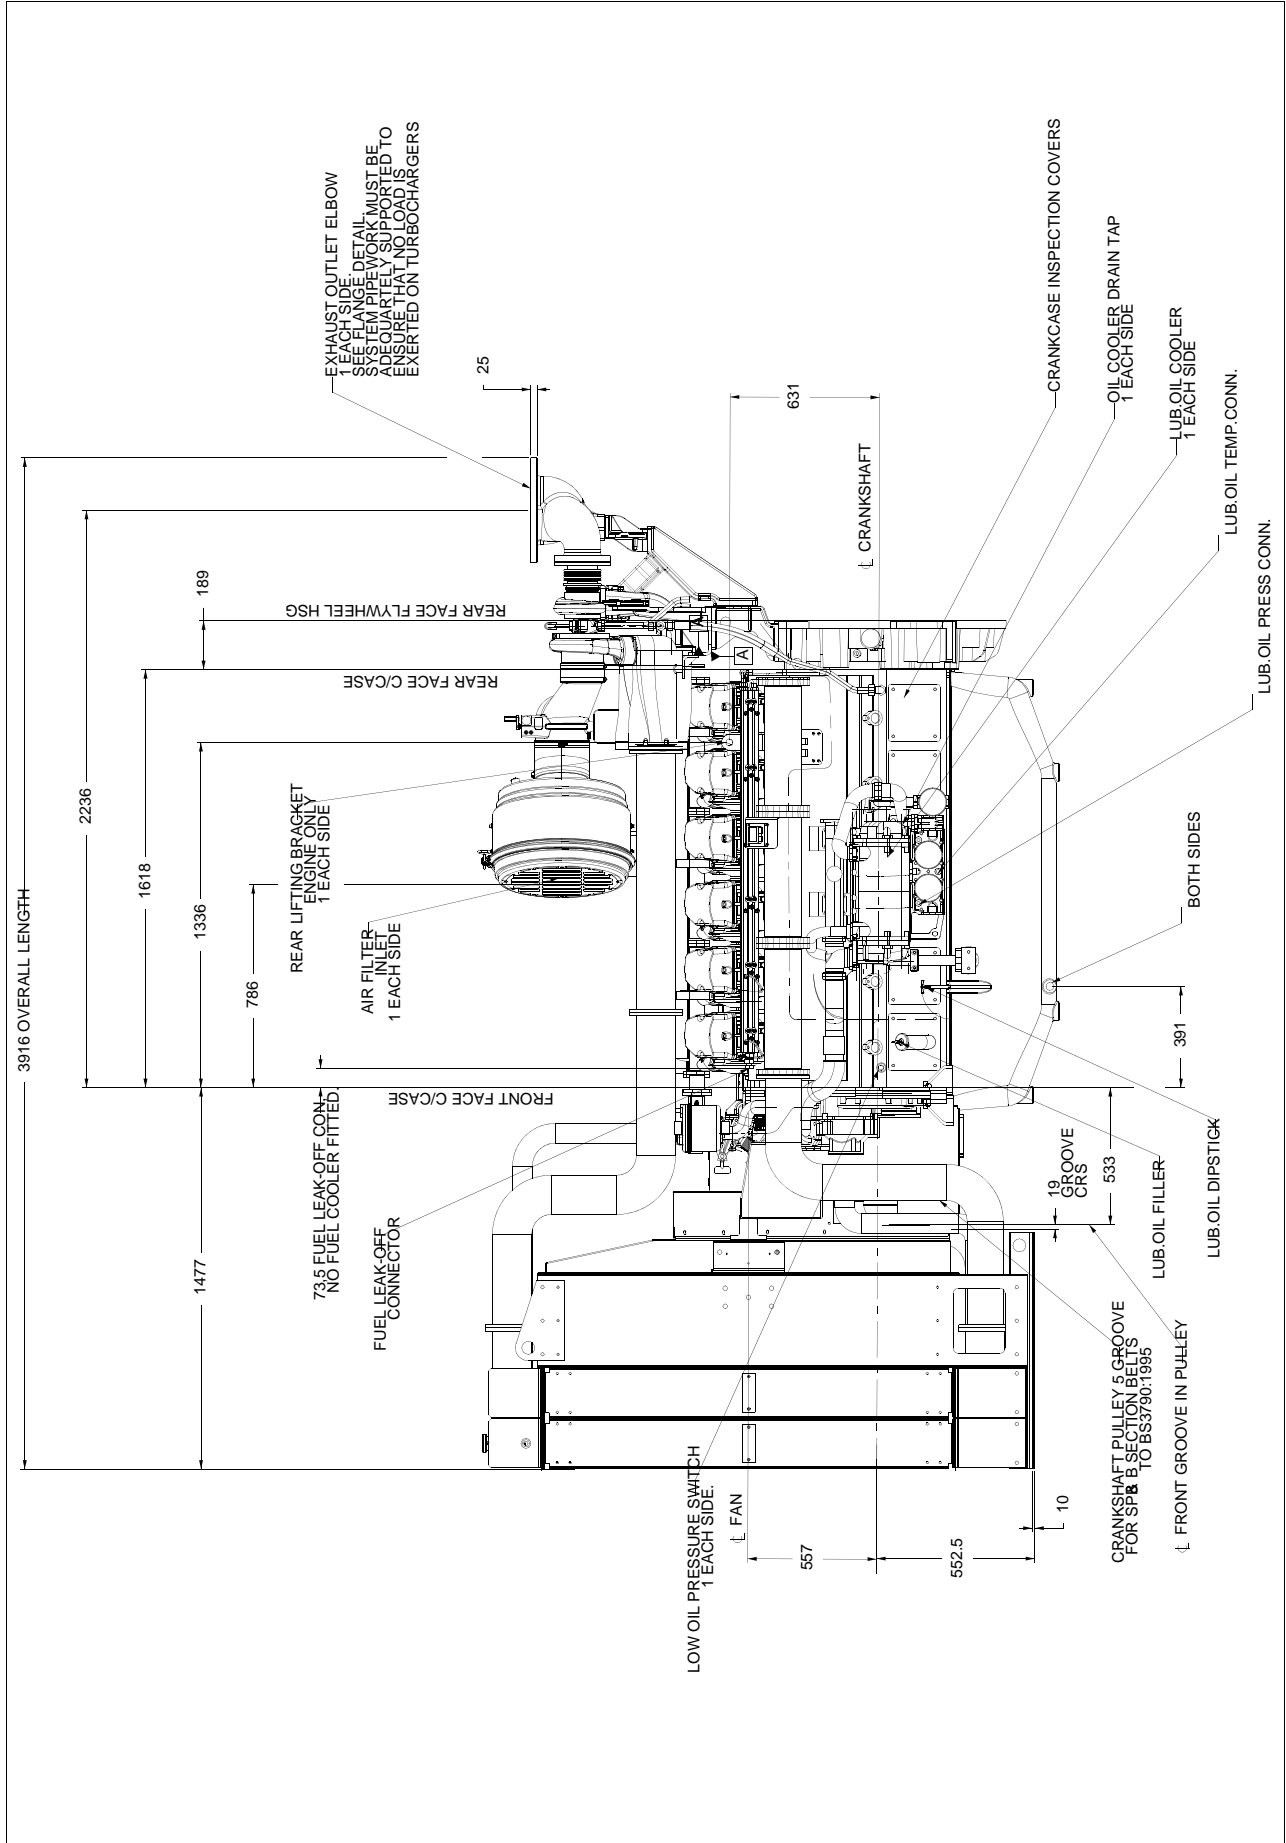 3916 OVERALL LENGTH
2236
1618
1336
786
1477
189
REAR FACE FLYWHEEL HSG
REAR FACE C/CASE
FRONT FACE C/CASE
EXHAUST OUTLET ELBOW
1 EACH SIDE.
SEE FLANGE DETAIL.
SYSTEM PIPEWORK MUST BE
ADEQUARTELY SUPPORTED TO
ENSURE THAT NO LOAD IS
EXERTED ON TURBOCHARGERS
25
631
REAR LIFTING BRACKET
ENGINE ONLY
1 EACH SIDE
AIR FILTER
INLET
1 EACH SIDE
73.5 FUEL LEAK-OFF CON.
NO FUEL COOLER FITTED.
FUEL LEAK-OFF
CONNECTOR
A
℄ CRANKSHAFT
CRANKCASE INSPECTION COVERS
OIL COOLER DRAIN TAP
1 EACH SIDE
LUB.OIL COOLER
1 EACH SIDE
LUB.OIL TEMP.CONN.
LUB.OIL PRESS CONN.
BOTH SIDES
391
533
19
GROOVE
CRS
LUB.OIL FILLER
LUB.OIL DIPSTICK
LOW OIL PRESSURE SWITCH
1 EACH SIDE.
℄ FAN
557
552.5
10
CRANKSHAFT PULLEY 5 GROOVE
FOR SPB & B SECTION BELTS
TO BS3790:1995
℄ FRONT GROOVE IN PULLEY